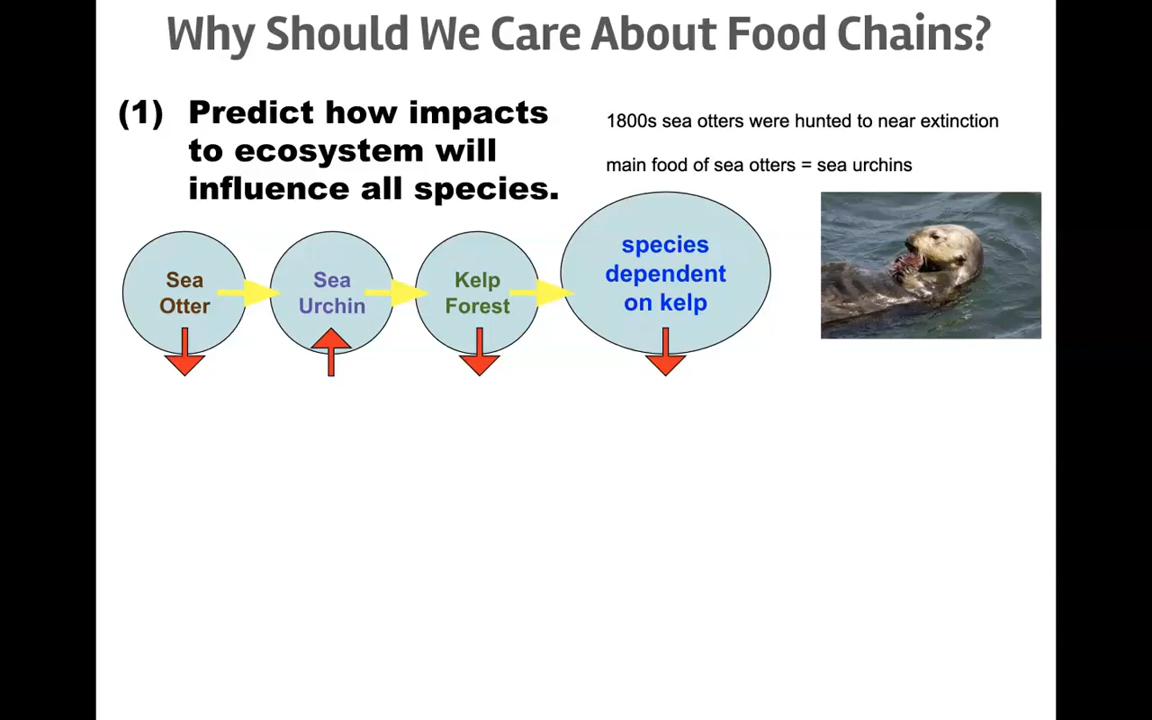 Why Should We Care About Food Chains?
(1) Predict how impacts
to ecosystem will
influence all species.
1800s sea otters were hunted to near extinction
main food of sea otters = sea urchins
Sea
Otter
Sea
Urchin
Kelp
Forest
species
dependent
on kelp